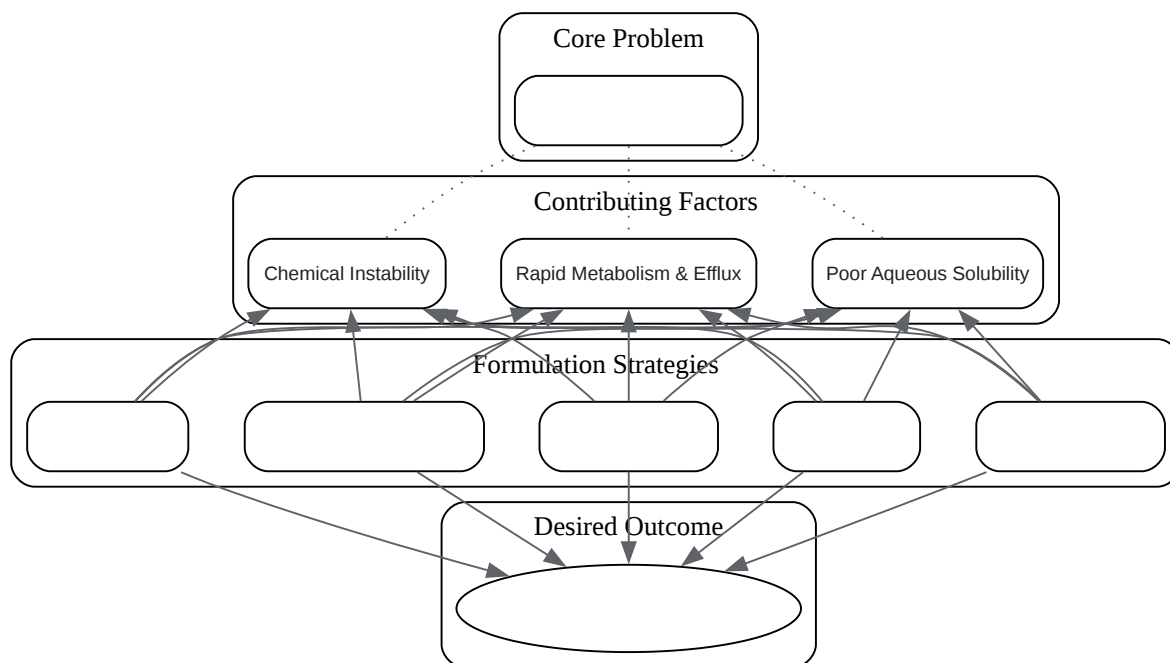 Core Problem
Contributing Factors
Chemical Instability
Rapid Metabolism & Efflux
Poor Aqueous Solubility
Formulation Strategies
Desired Outcome